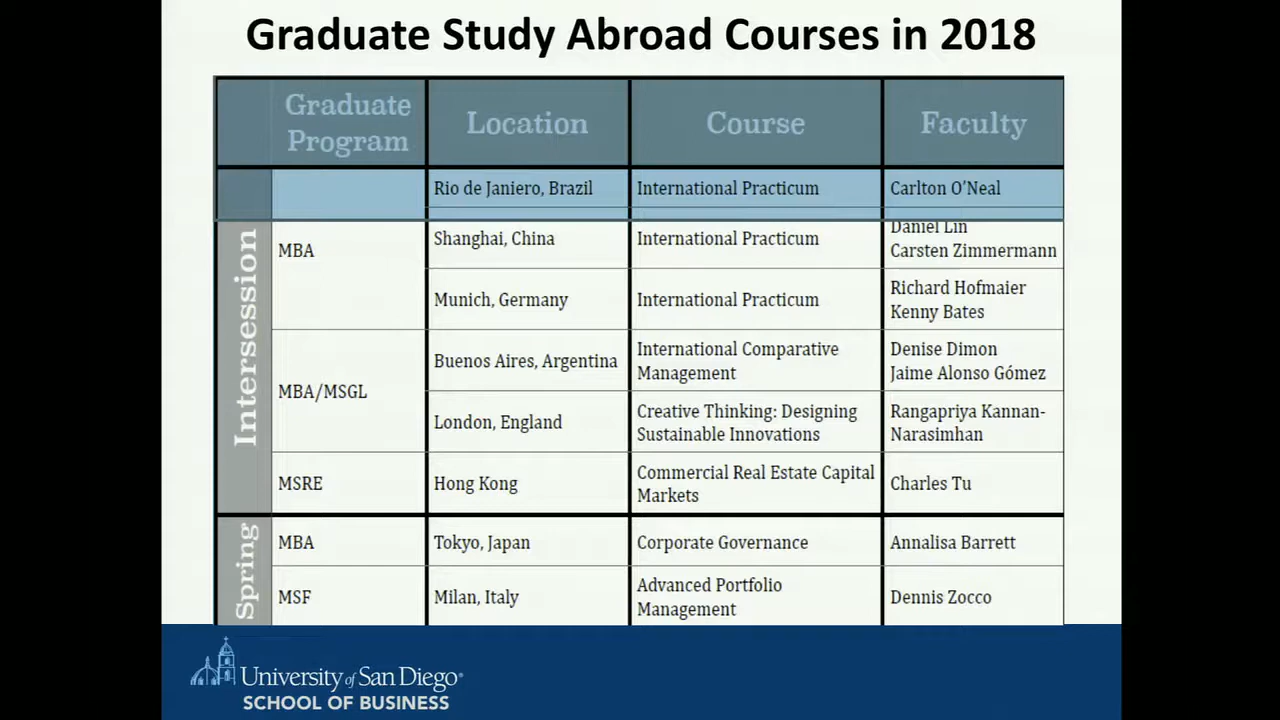 Graduate Study Abroad Courses in 2018
Graduate
Program
Location
Course
Faculty
Rio de Janiero, Brazil
International Practicum
Carlton O'Neal
Intersession
MBA
Shanghai, China
International Practicum
Daniel Lin
Carsten Zimmermann
Munich, Germany
International Practicum
Richard Hofmaier
Kenny Bates
MBA/MSGL
Buenos Aires, Argentina
International Comparative
Management
Denise Dimon
Jaime Alonso Gómez
London, England
Creative Thinking: Designing
Sustainable Innovations
Rangapriya Kannan-
Narasimhan
MSRE
Hong Kong
Commercial Real Estate Capital
Markets
Charles Tu
Spring
MBA
Tokyo, Japan
Corporate Governance
Annalisa Barrett
MSF
Milan, Italy
Advanced Portfolio
Management
Dennis Zocco
University of San Diego
SCHOOL OF BUSINESS